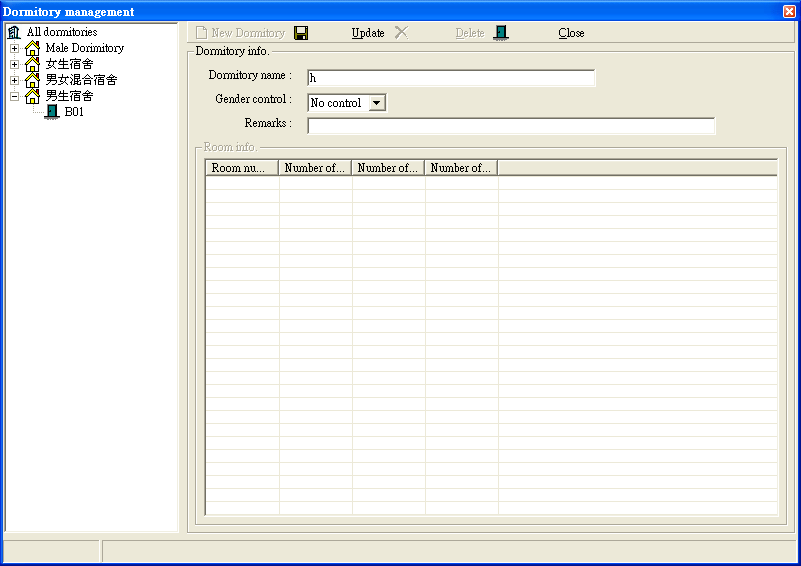 Dormitory management
All dormitories
Male Dorimitory
女生宿舍
男女混合宿舍
男生宿舍
B01
New Dormitory Update Delete Close
Dormitory info.
Dormitory name : h
Gender control : No control
Remarks :
Room info.
Room nu... Number of... Number of... Number of...